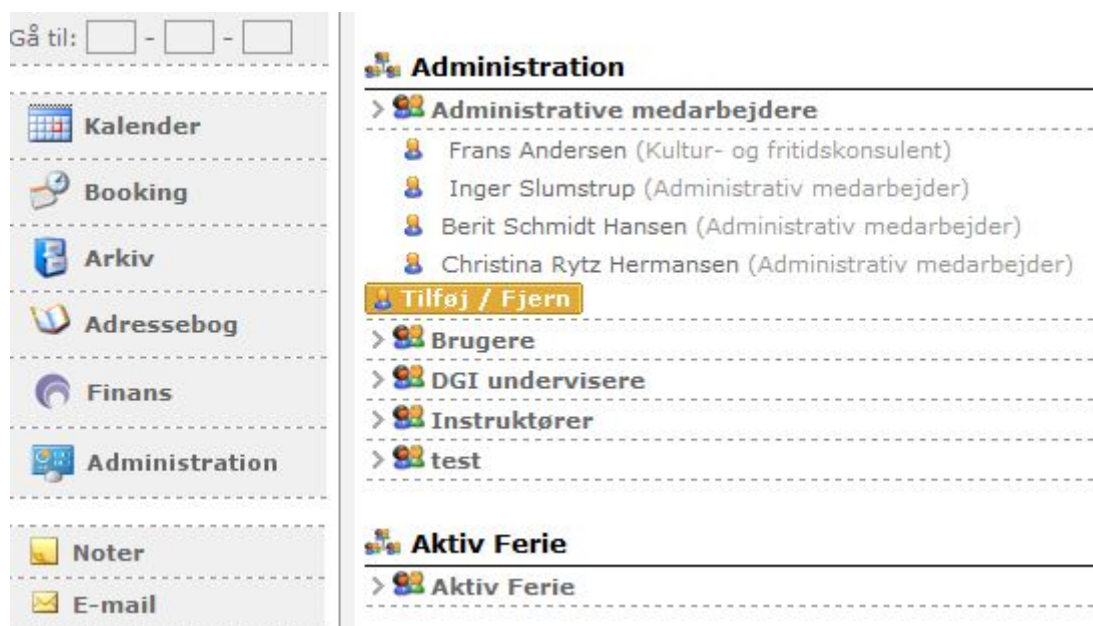 Gå til: - -
Kalender
Booking
Arkiv
Adressebog
Finans
Administration
Noter
E-mail
Administration
Administrative medarbejdere
Frans Andersen (Kultur- og fritidskonsulent)
Inger Slumstrup (Administrativ medarbejder)
Berit Schmidt Hansen (Administrativ medarbejder)
Christina Rytz Hermansen (Administrativ medarbejder)
Tilføj / Fjern
Brugere
DGI undervisere
Instruktører
test
Aktiv Ferie
Aktiv Ferie